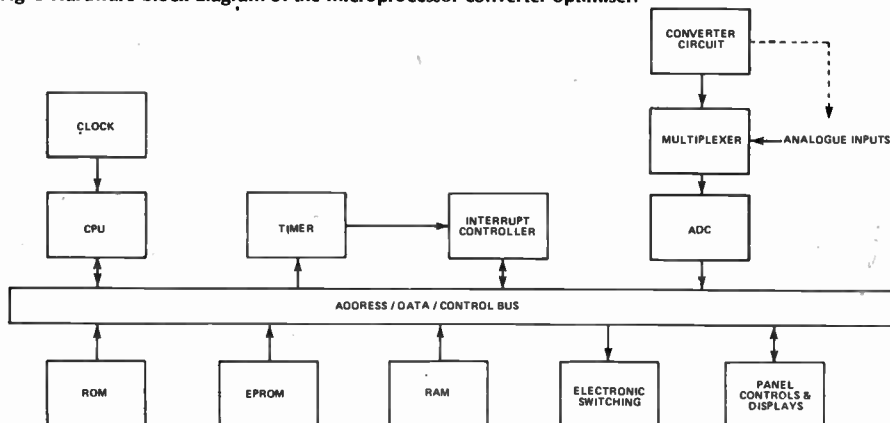 Fig 3 Hardware block diagram of the microprocessor converter optimiser.
CONVERTER
CIRCUIT
CLOCK
MULTIPLEXER
ANALOGUE INPUTS
CPU
TIMER
INTERRUPT
CONTROLLER
ADC
ADDRESS / DATA / CONTROL BUS
ROM
EPROM
RAM
ELECTRONIC
SWITCHING
PANEL
CONTROLS &
DISPLAYS